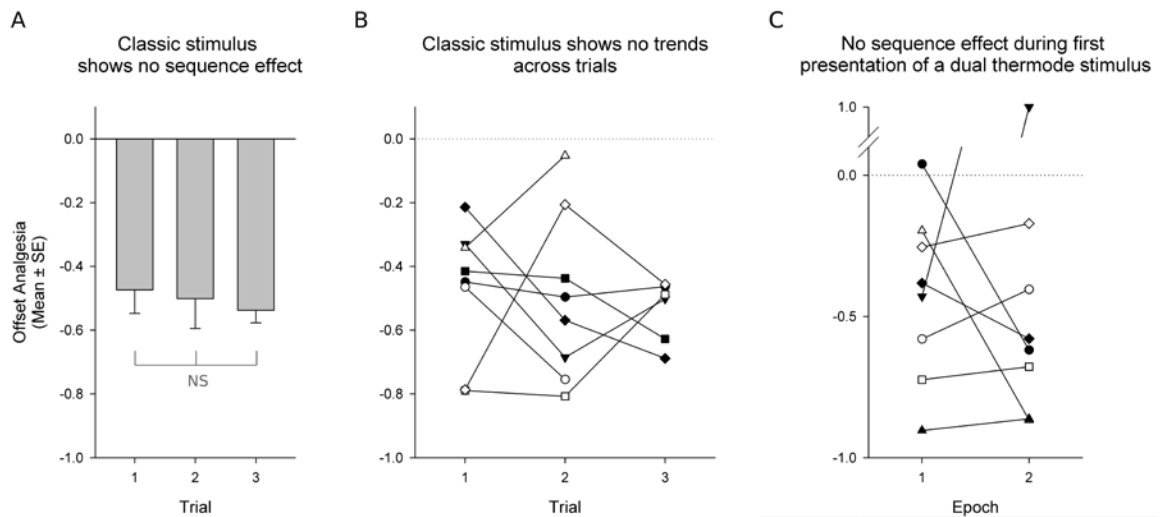 A
Classic stimulus
shows no sequence effect
0.0
-0.2
-0.4
-0.6
-0.8
-1.0
Offset Analgesia
(Mean ± SE)
NS
1 2 3
Trial
B
Classic stimulus shows no trends
across trials
0.0
-0.2
-0.4
-0.6
-0.8
-1.0
1 2 3
Trial
C
No sequence effect during first
presentation of a dual thermode stimulus
1.0
0.0
-0.5
-1.0
1 2
Epoch